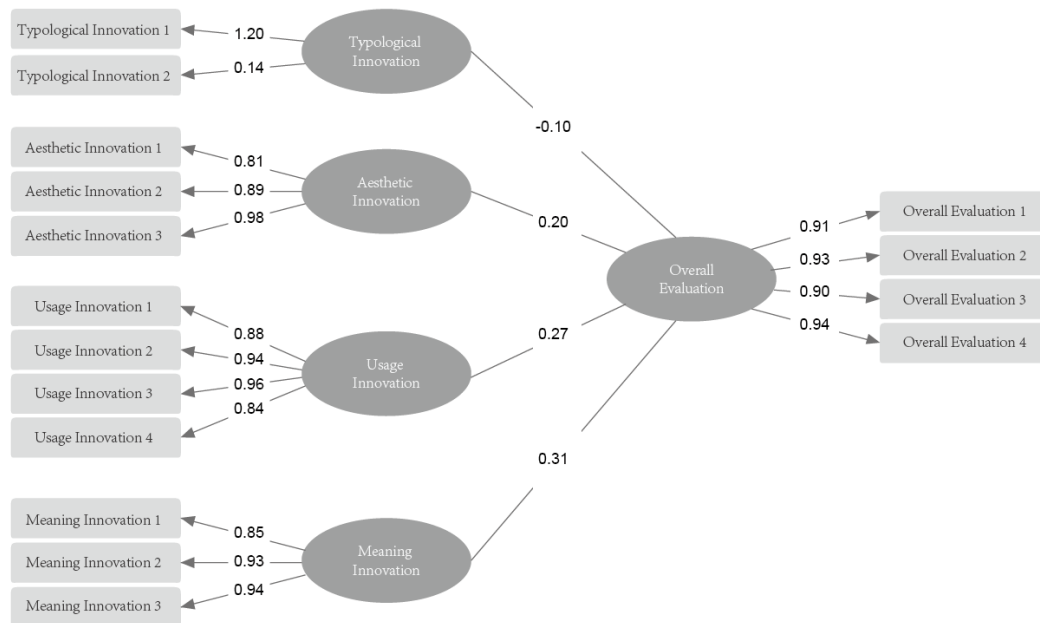 Typological Innovation 1
Typological Innovation 2
1.20
0.14
Typological
Innovation
-0.10
Aesthetic Innovation 1
Aesthetic Innovation 2
Aesthetic Innovation 3
0.81
0.89
0.98
Aesthetic
Innovation
0.20
Usage Innovation 1
Usage Innovation 2
Usage Innovation 3
Usage Innovation 4
0.88
0.94
0.96
0.84
Usage
Innovation
0.27
Meaning Innovation 1
Meaning Innovation 2
Meaning Innovation 3
0.85
0.93
0.94
Meaning
Innovation
0.31
Overall
Evaluation
0.91
0.93
0.90
0.94
Overall Evaluation 1
Overall Evaluation 2
Overall Evaluation 3
Overall Evaluation 4